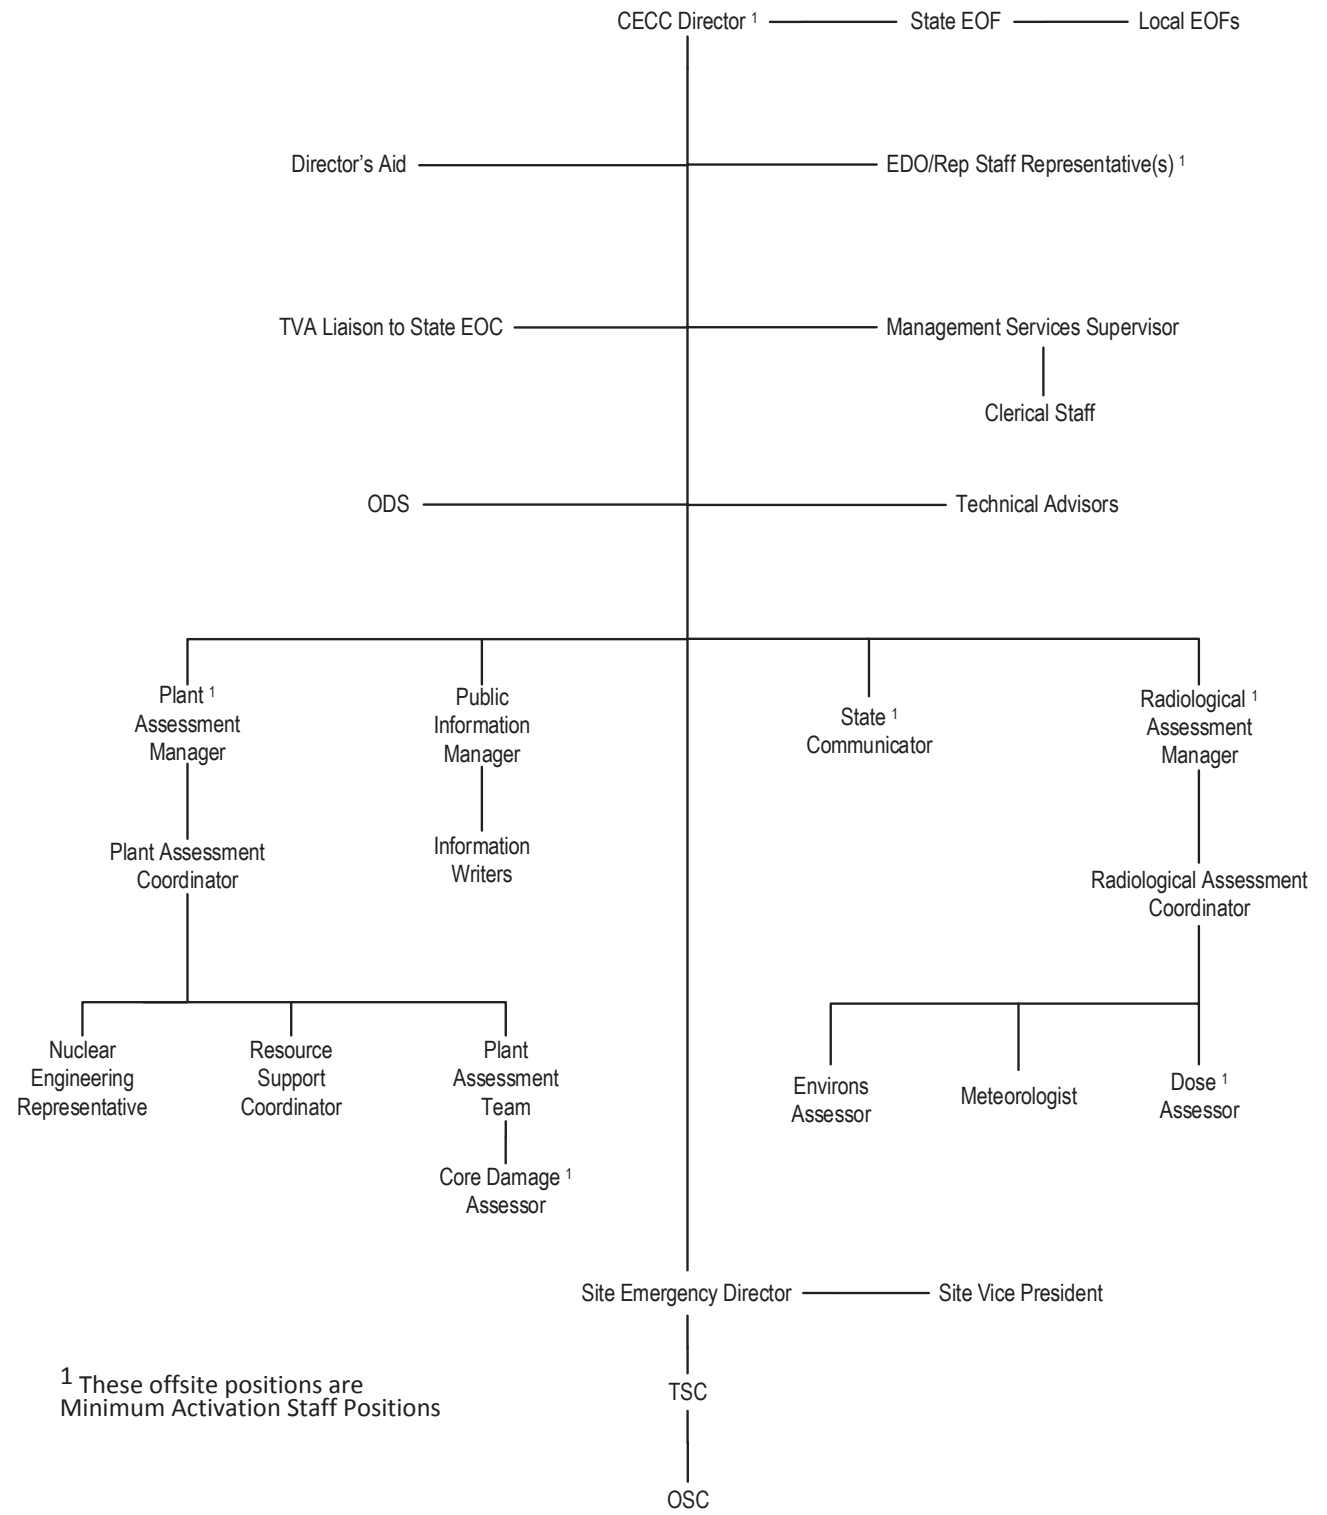 CECC Director 1 State EOF Local EOFs
Director's Aid EDO/Rep Staff Representative(s) 1
TVA Liaison to State EOC Management Services Supervisor
Clerical Staff
ODS Technical Advisors
Plant 1
Assessment
Manager
Public
Information
Manager
State 1
Communicator
Radiological 1
Assessment
Manager
Plant Assessment
Coordinator
Information
Writers
Radiological Assessment
Coordinator
Nuclear
Engineering
Representative
Resource
Support
Coordinator
Plant
Assessment
Team
Core Damage 1
Assessor
Environs
Assessor
Meteorologist
Dose 1
Assessor
Site Emergency Director Site Vice President
TSC
OSC
1 These offsite positions are
Minimum Activation Staff Positions